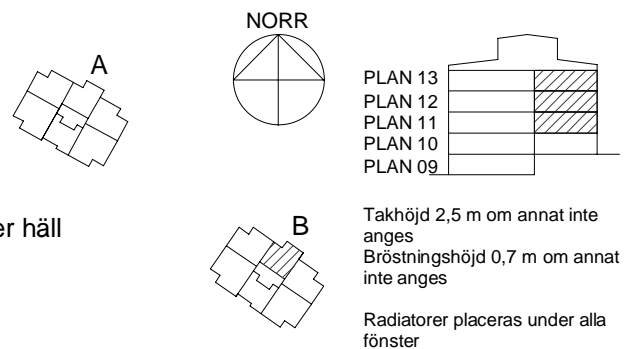 NORR
A
PLAN 13
PLAN 12
PLAN 11
PLAN 10
PLAN 09
er häll
B
Takhöjd 2,5 m om annat inte
anges
Bröstningshöjd 0,7 m om annat
inte anges
Radiatorer placeras under alla
fönster